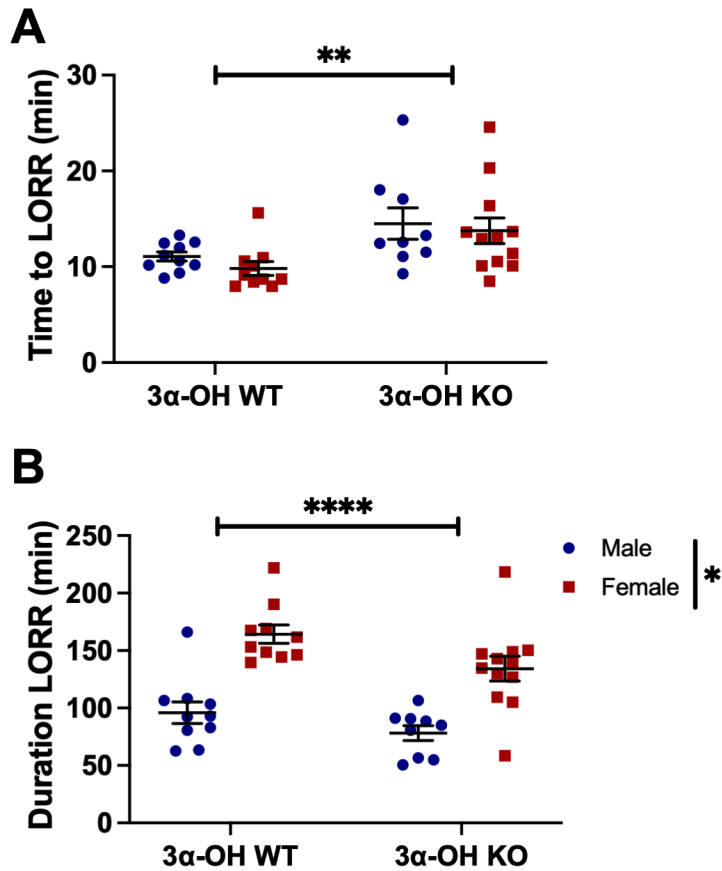 A
**
Time to LORR (min)
30
20
10
0
3α-OH WT
3α-OH KO
B
****
Duration LORR (min)
250
200
150
100
50
0
3α-OH WT
3α-OH KO
Male
Female
*